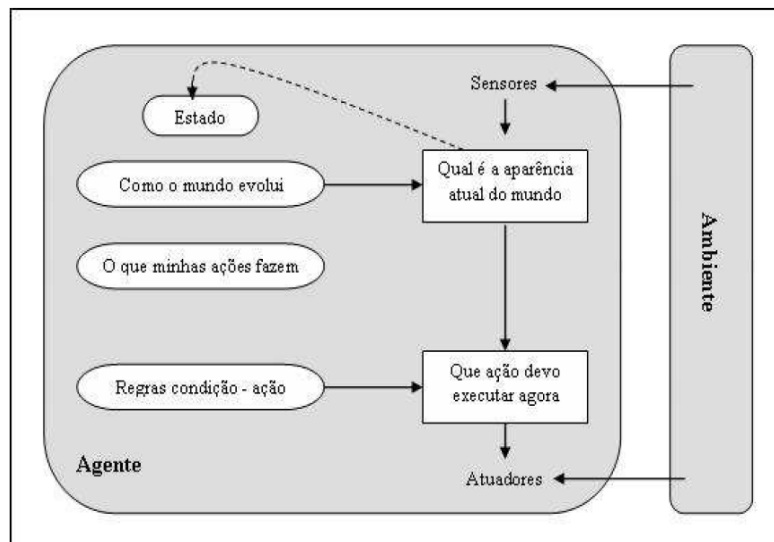 Sensores
Estado
Qual é a aparência
atual do mundo
Como o mundo evolui
O que minhas ações fazem
Ambiente
Regras condição - ação
Que ação devo
executar agora
Agente
Atuadores